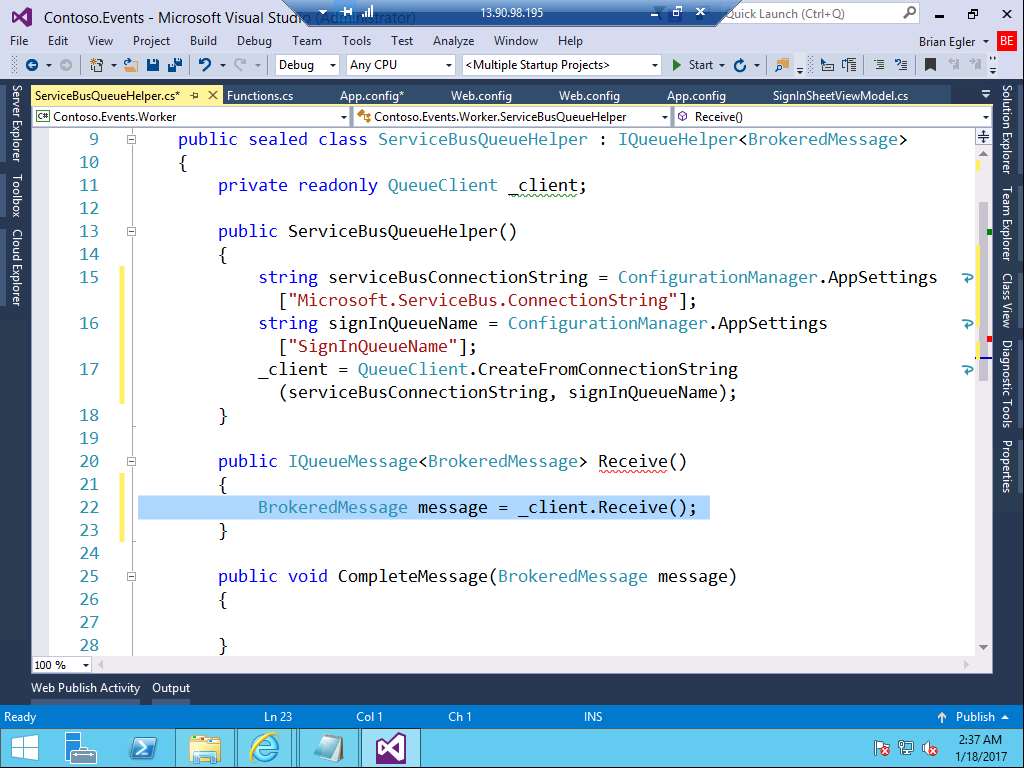 Contoso.Events - Microsoft Visual Studio (Administrator)
13.90.98.195
Quick Launch (Ctrl+Q)
File Edit View Project Build Debug Team Tools Test Analyze Window Help
Brian Egler BE
Debug Any CPU <Multiple Startup Projects> Start
ServiceBusQueueHelper.cs* Functions.cs App.config* Web.config Web.config App.config SignInSheetViewModel.cs
C# Contoso.Events.Worker Contoso.Events.Worker.ServiceBusQueueHelper Receive()
Server Explorer
Toolbox
Cloud Explorer
9 public sealed class ServiceBusQueueHelper : IQueueHelper<BrokeredMessage>
10 {
11 private readonly QueueClient _client;
12
13 public ServiceBusQueueHelper()
14 {
15 string serviceBusConnectionString = ConfigurationManager.AppSettings
["Microsoft.ServiceBus.ConnectionString"];
16 string signInQueueName = ConfigurationManager.AppSettings
["SignInQueueName"];
17 _client = QueueClient.CreateFromConnectionString
(serviceBusConnectionString, signInQueueName);
18 }
19
20 public IQueueMessage<BrokeredMessage> Receive()
21 {
22 BrokeredMessage message = _client.Receive();
23 }
24
25 public void CompleteMessage(BrokeredMessage message)
26 {
27
28 }
Solution Explorer
Team Explorer
Class View
Diagnostic Tools
Properties
100 %
Web Publish Activity Output
Ready Ln 23 Col 1 Ch 1 INS Publish
2:37 AM
1/18/2017